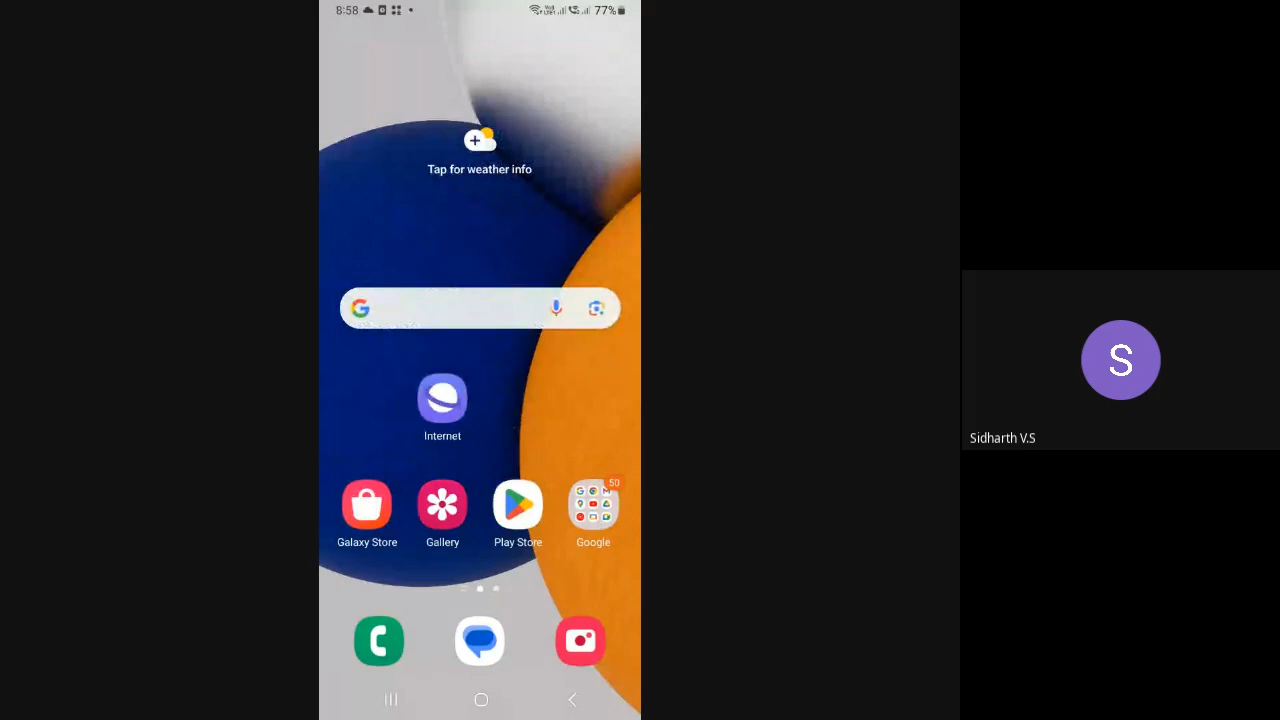 8:58
77%
Tap for weather info
Internet
50
Galaxy Store
Gallery
Play Store
Google
S
Sidharth V.S